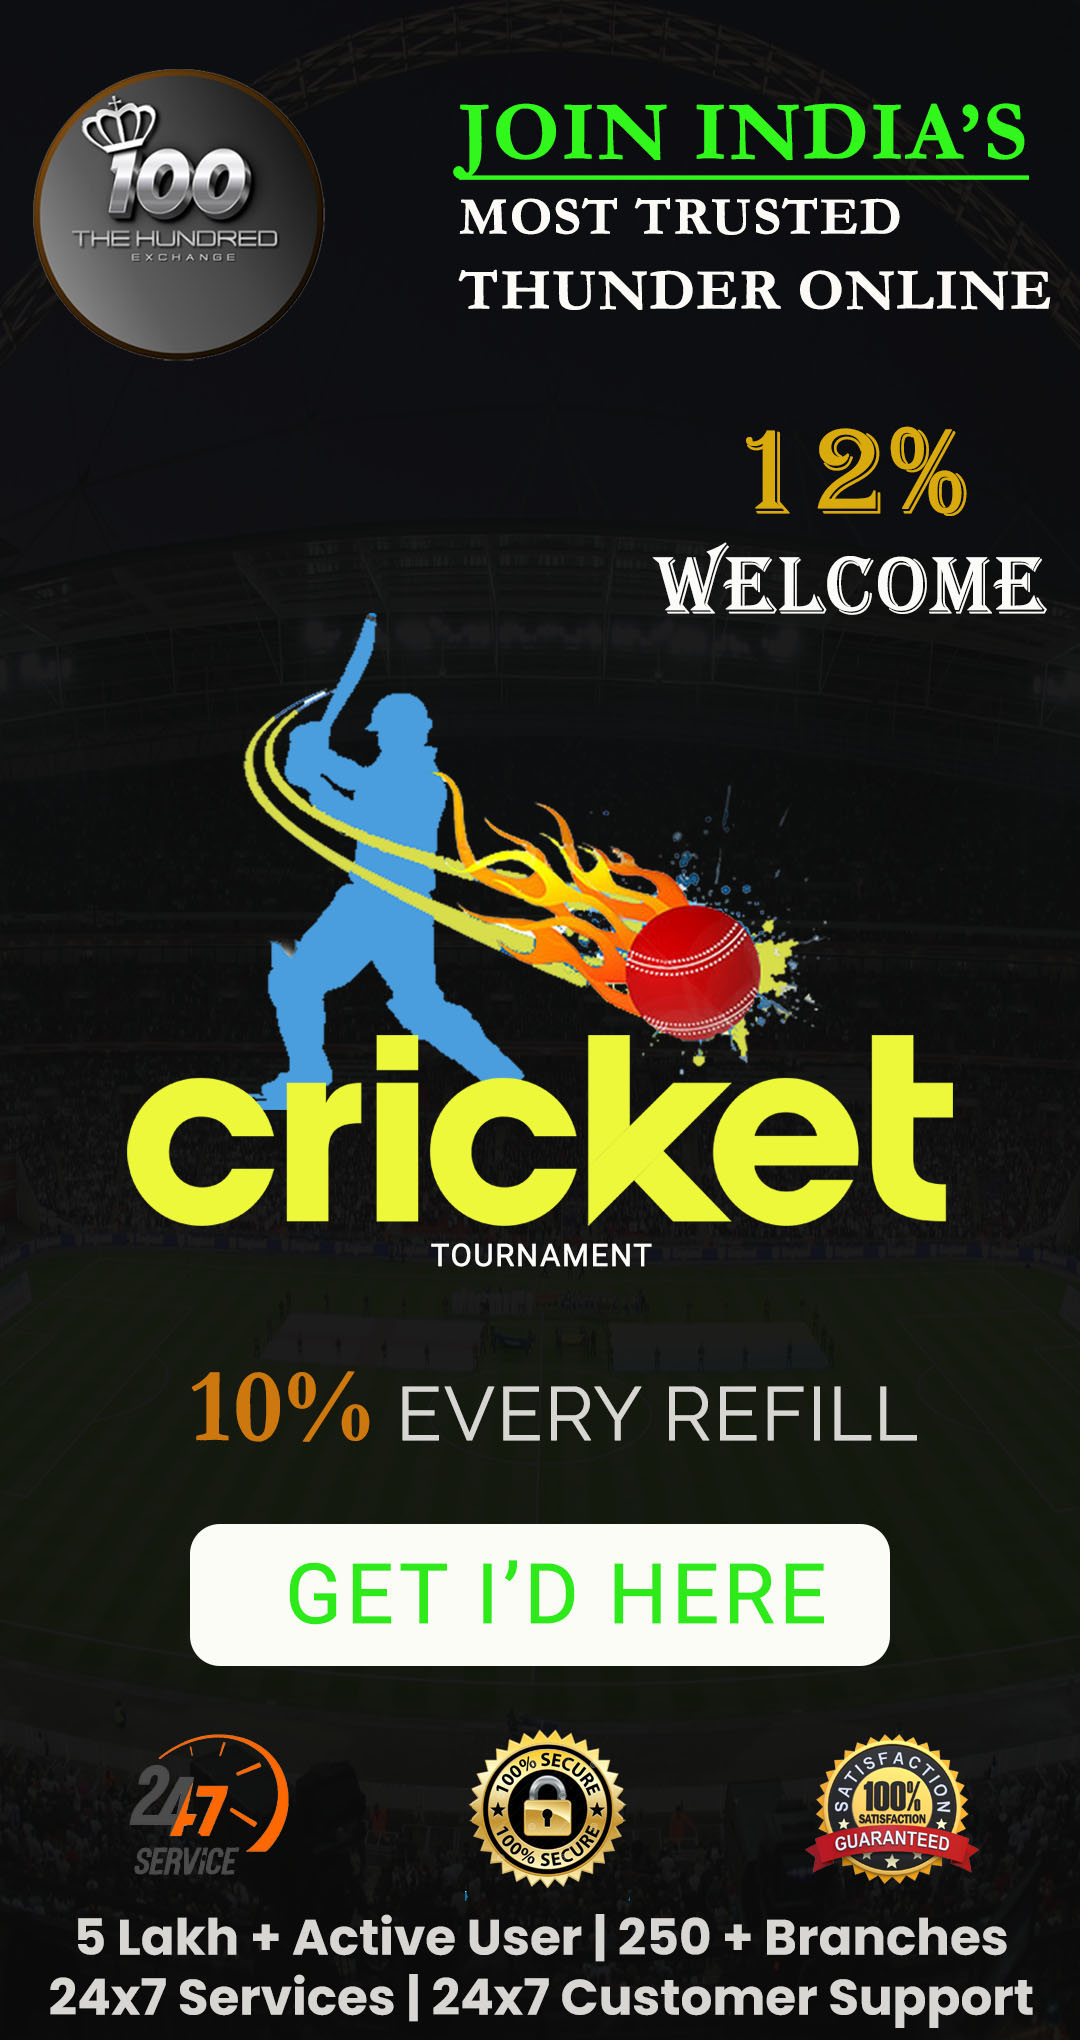 100
THE HUNDRED
EXCHANGE
JOIN INDIA'S
MOST TRUSTED
THUNDER ONLINE
12%
WELCOME
cricket
TOURNAMENT
10% EVERY REFILL
GET I'D HERE
24-7
SERVICE
100% SECURE
100% SECURE
SATISFACTION
100%
SATISFACTION
GUARANTEED
5 Lakh + Active User | 250 + Branches
24x7 Services | 24x7 Customer Support